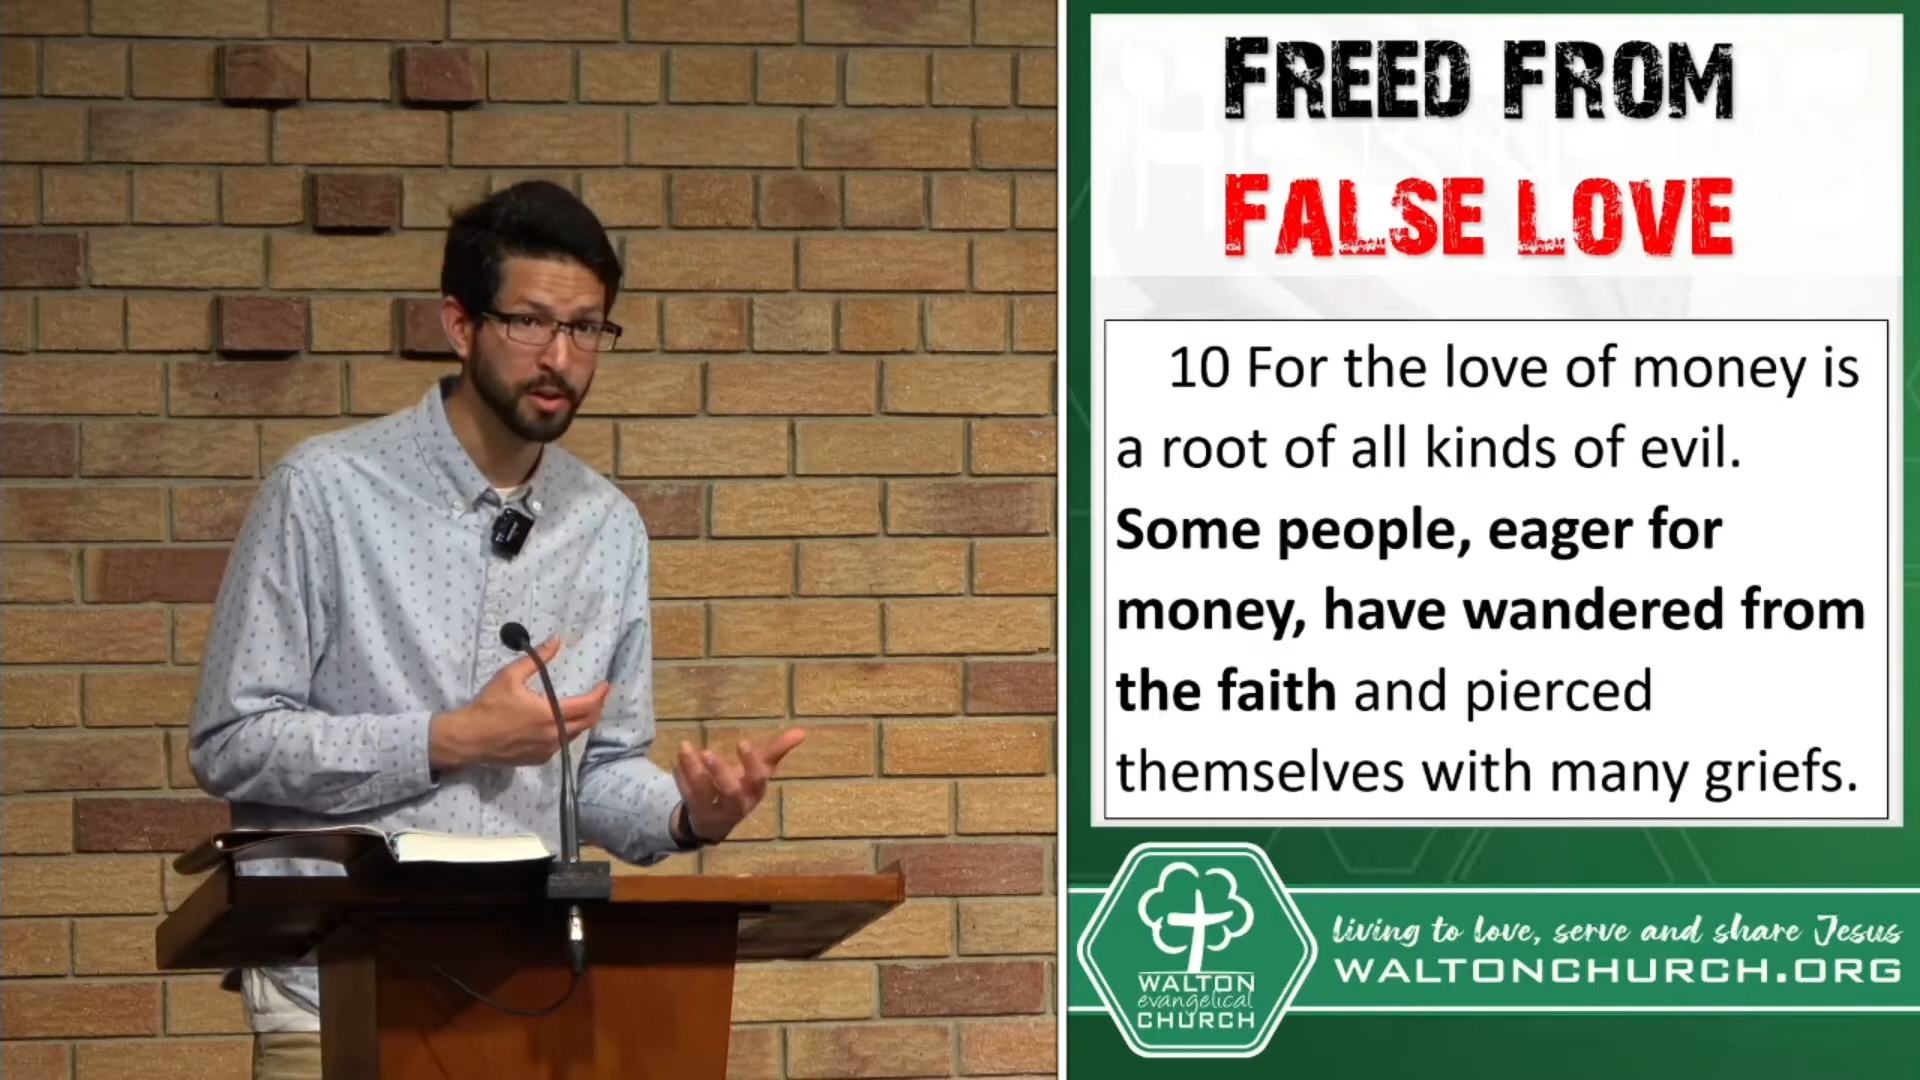 FREED FROM
FALSE LOVE
10 For the love of money is
a root of all kinds of evil.
Some people, eager for
money, have wandered from
the faith and pierced
themselves with many griefs.
living to love, serve and share Jesus
WALTONCHURCH.ORG
WALTON
evangelical
CHURCH